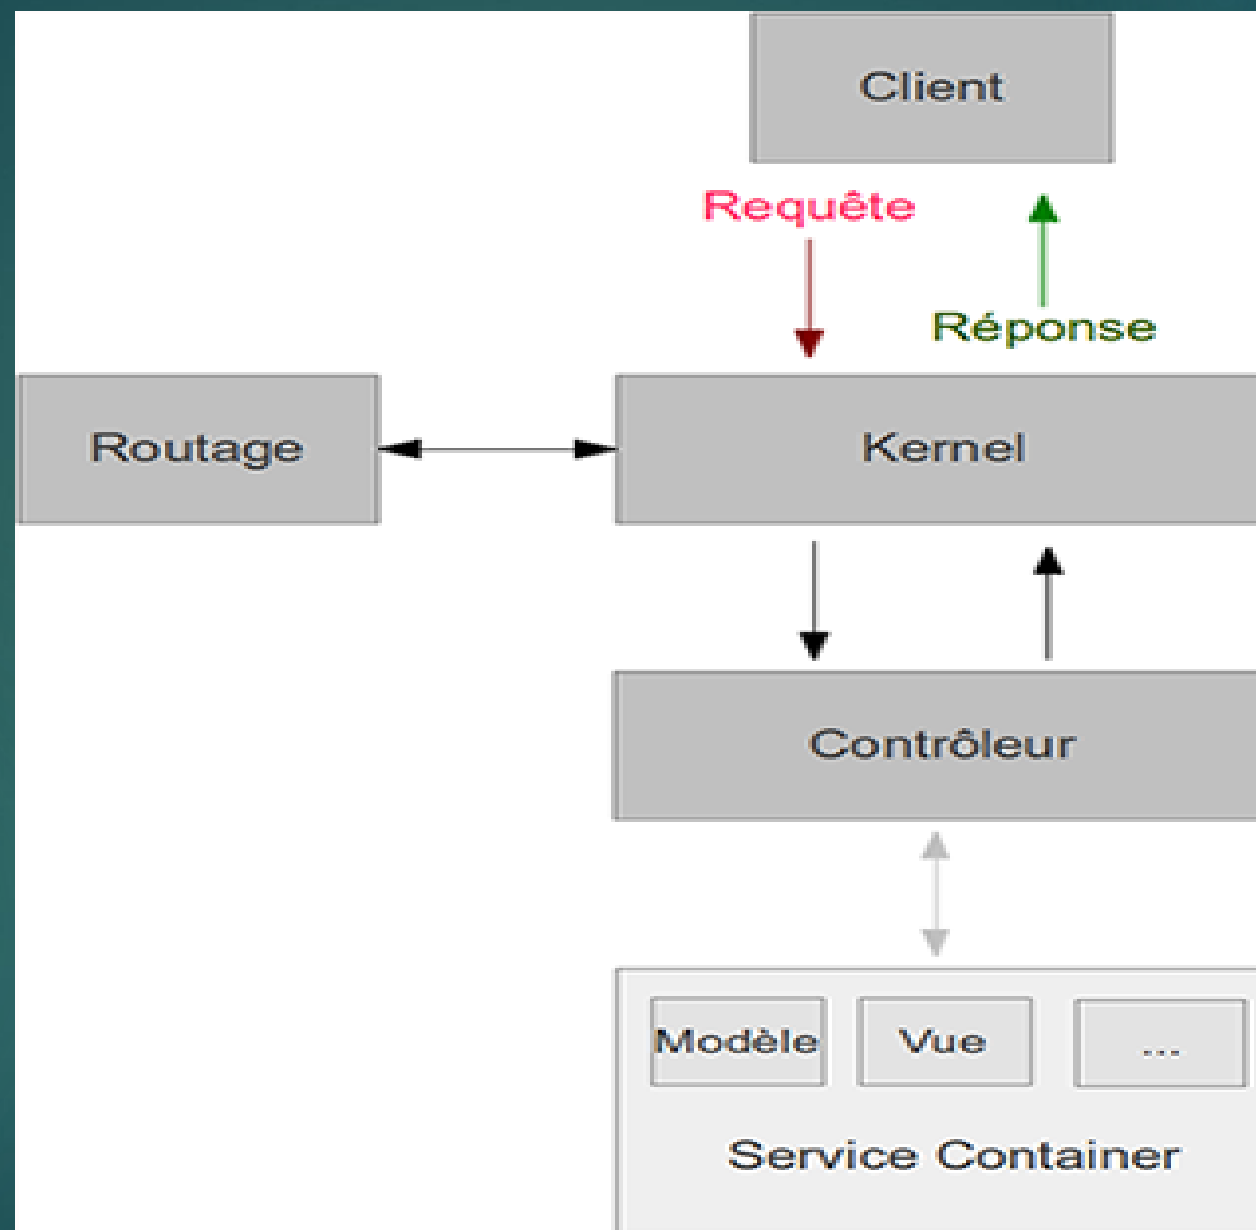 Client
Requête
Réponse
Routage
Kernel
Contrôleur
Modèle
Vue
...
Service Container